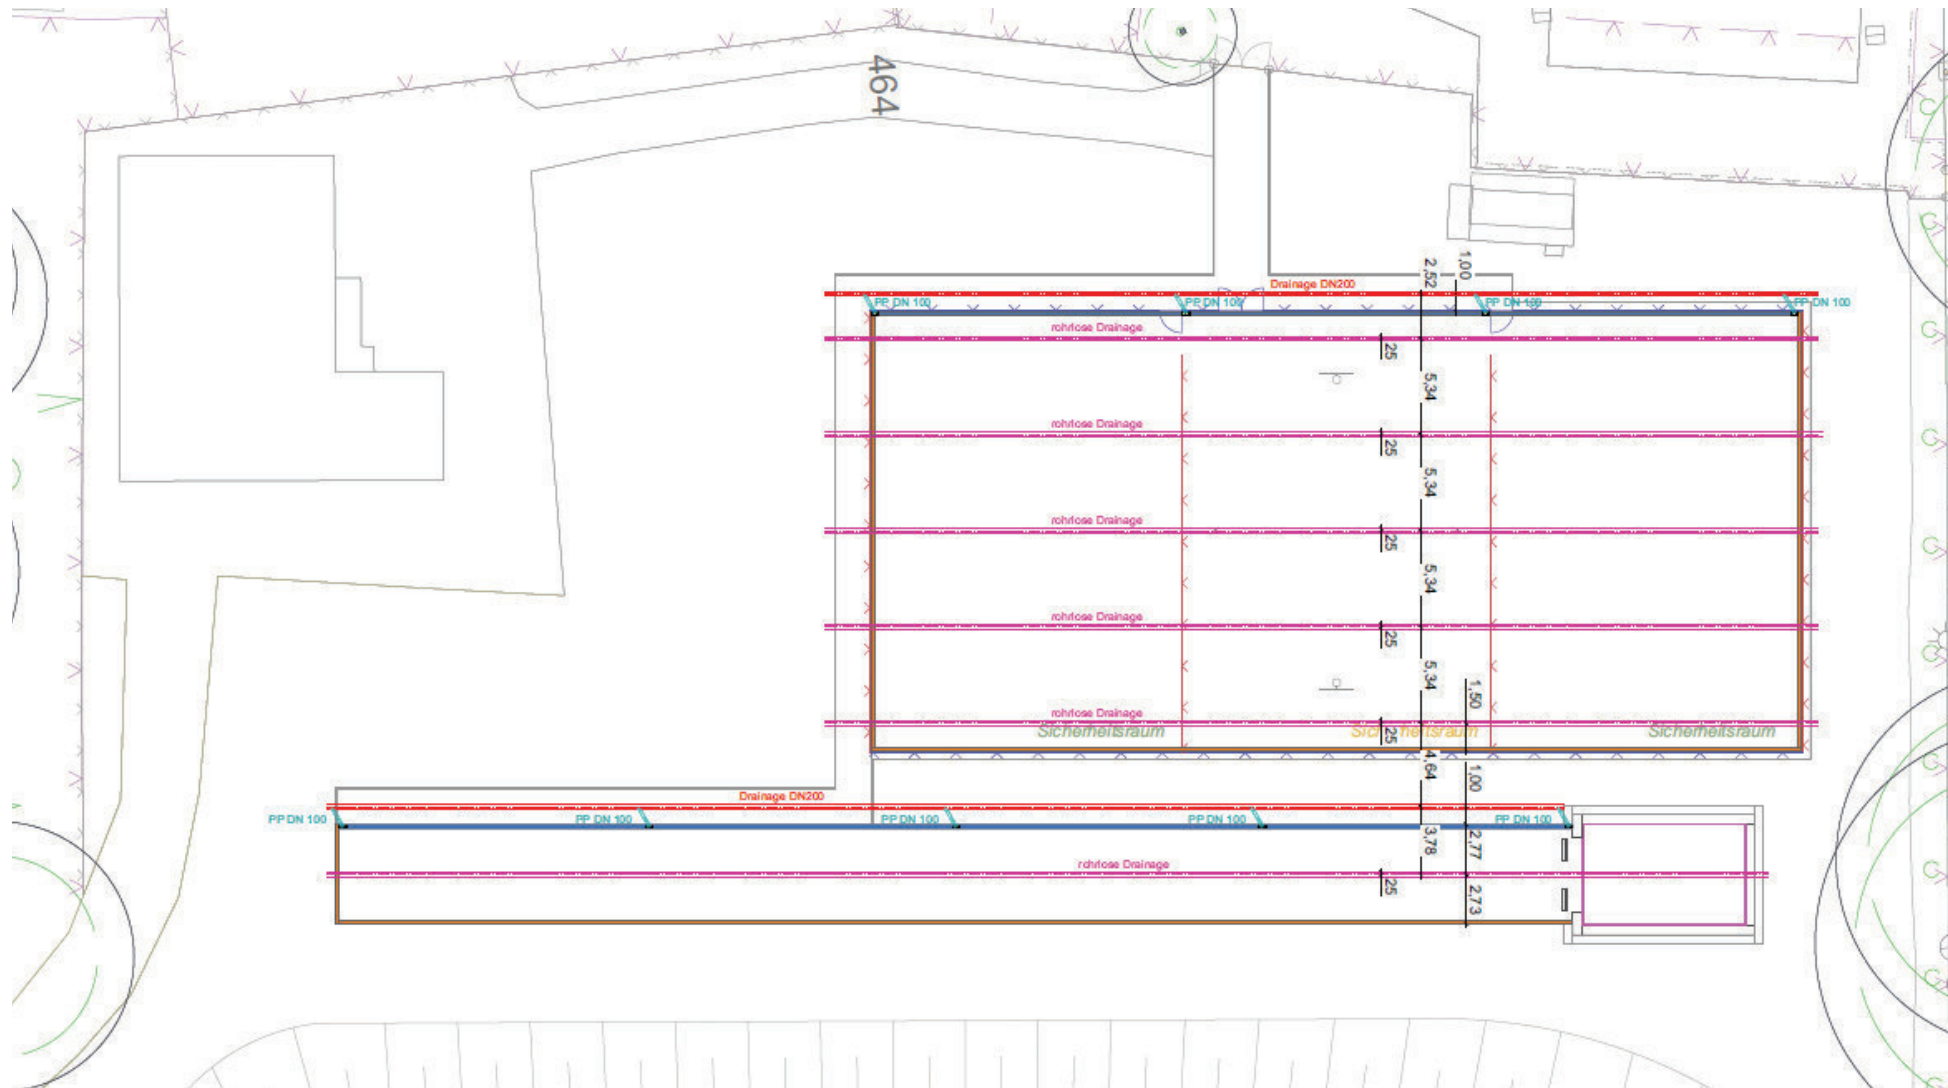 464
1,00
2,52
Drainage DN200
PP DN 100
PP DN 100
PP DN 100
PP DN 100
rohrlose Drainage
25
5,34
rohrlose Drainage
25
5,34
rohrlose Drainage
25
5,34
rohrlose Drainage
25
5,34
1,50
rohrlose Drainage
25
Sicherheitsraum
Sicherheitsraum
Sicherheitsraum
4,64
1,00
Drainage DN200
PP DN 100
PP DN 100
PP DN 100
PP DN 100
PP DN 100
3,78
2,77
rohrlose Drainage
25
2,73